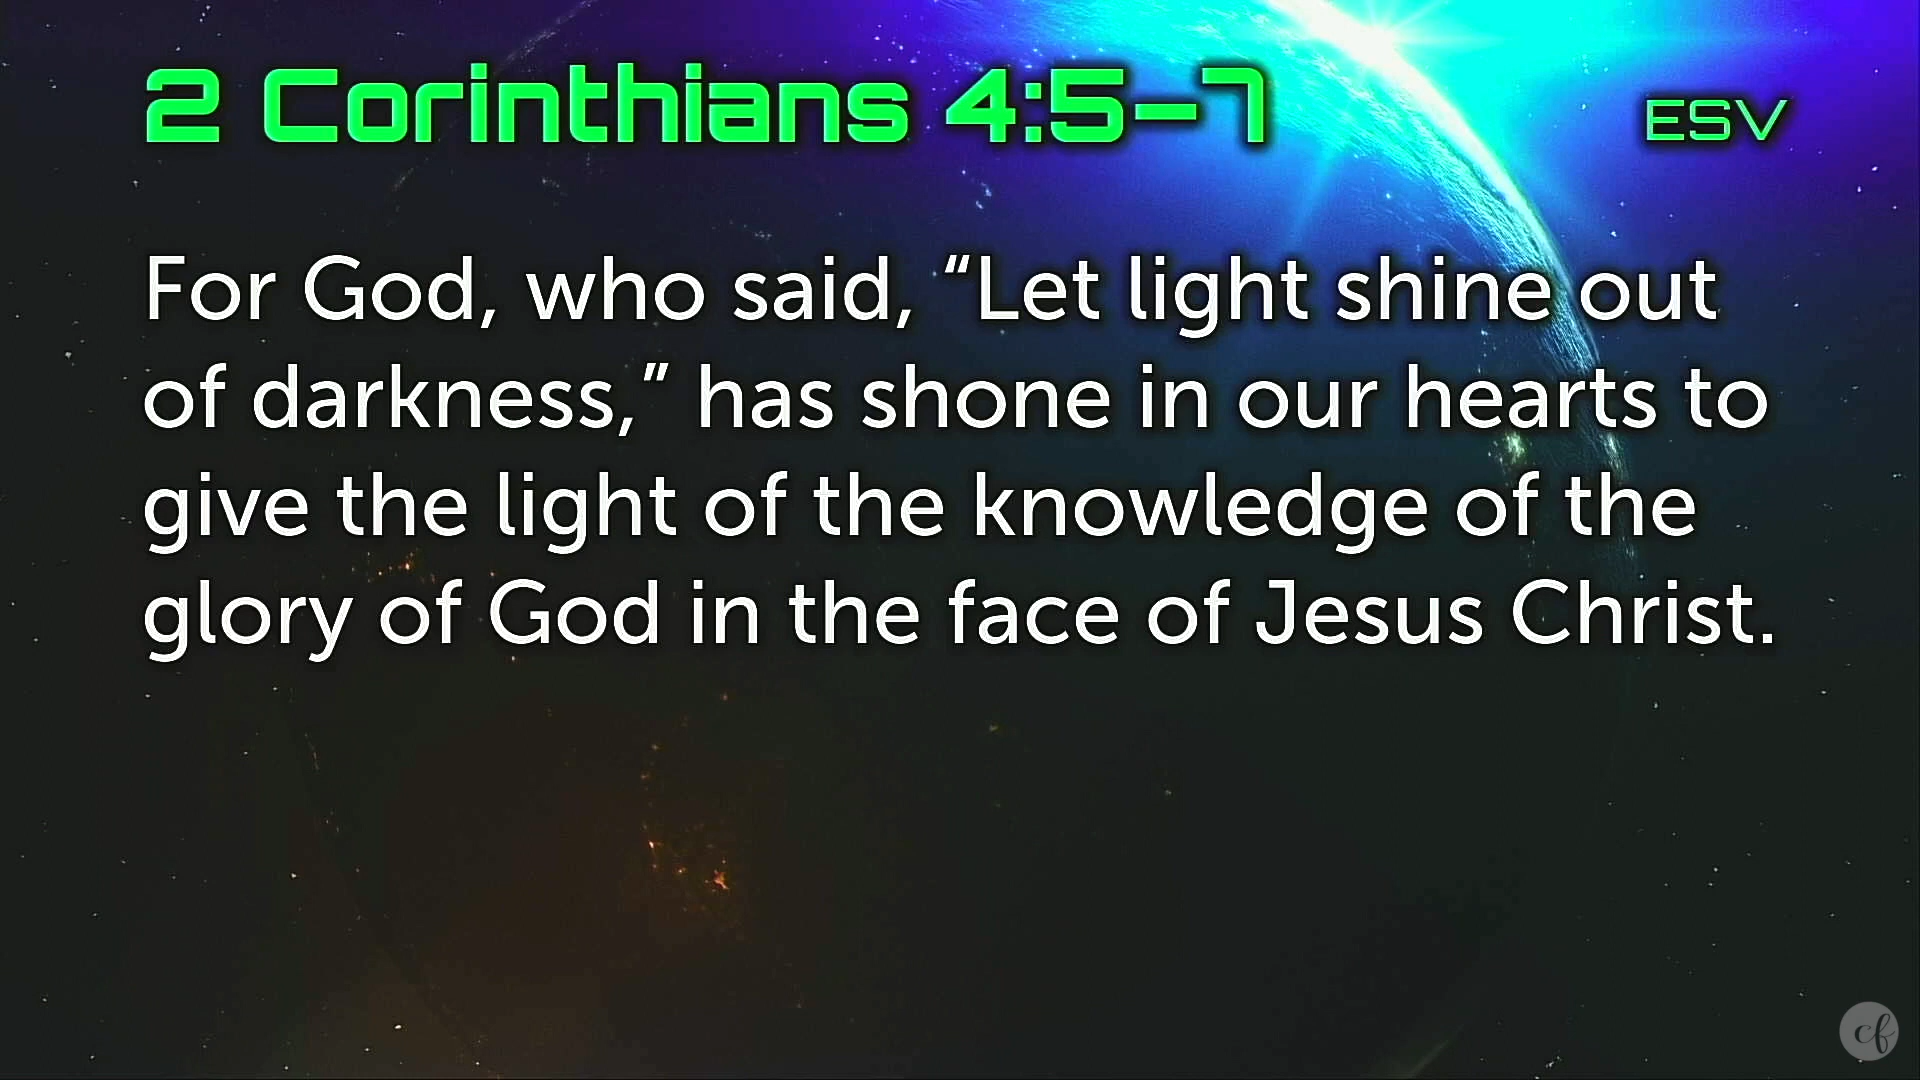 2 Corinthians 4:5–7
ESV
For God, who said, “Let light shine out
of darkness,” has shone in our hearts to
give the light of the knowledge of the
glory of God in the face of Jesus Christ.
cf